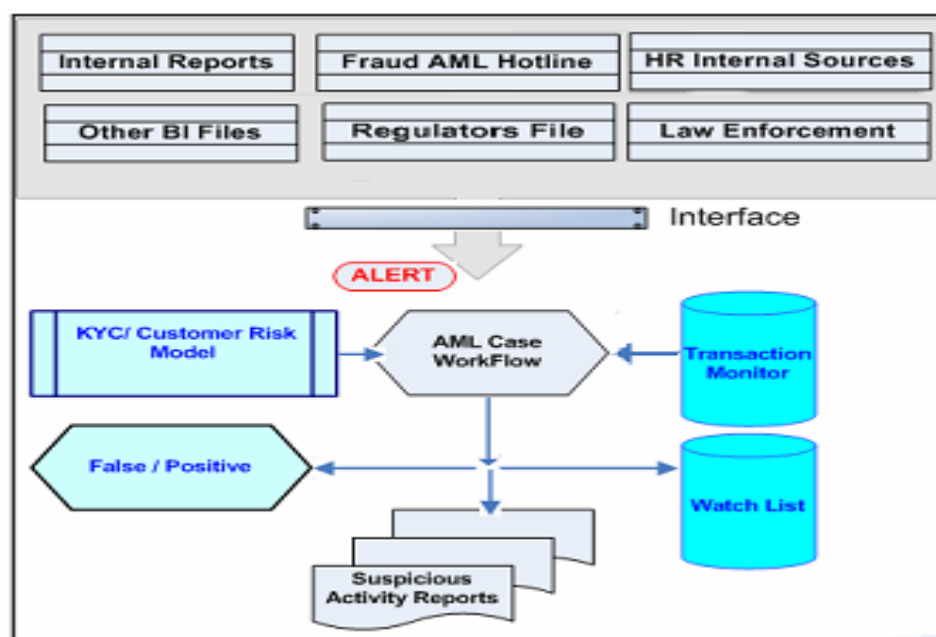 Internal Reports
Fraud AML Hotline
HR Internal Sources
Other BI Files
Regulators File
Law Enforcement
Interface
ALERT
KYC/ Customer Risk
Model
AML Case
WorkFlow
Transaction
Monitor
False / Positive
Watch List
Suspicious
Activity Reports